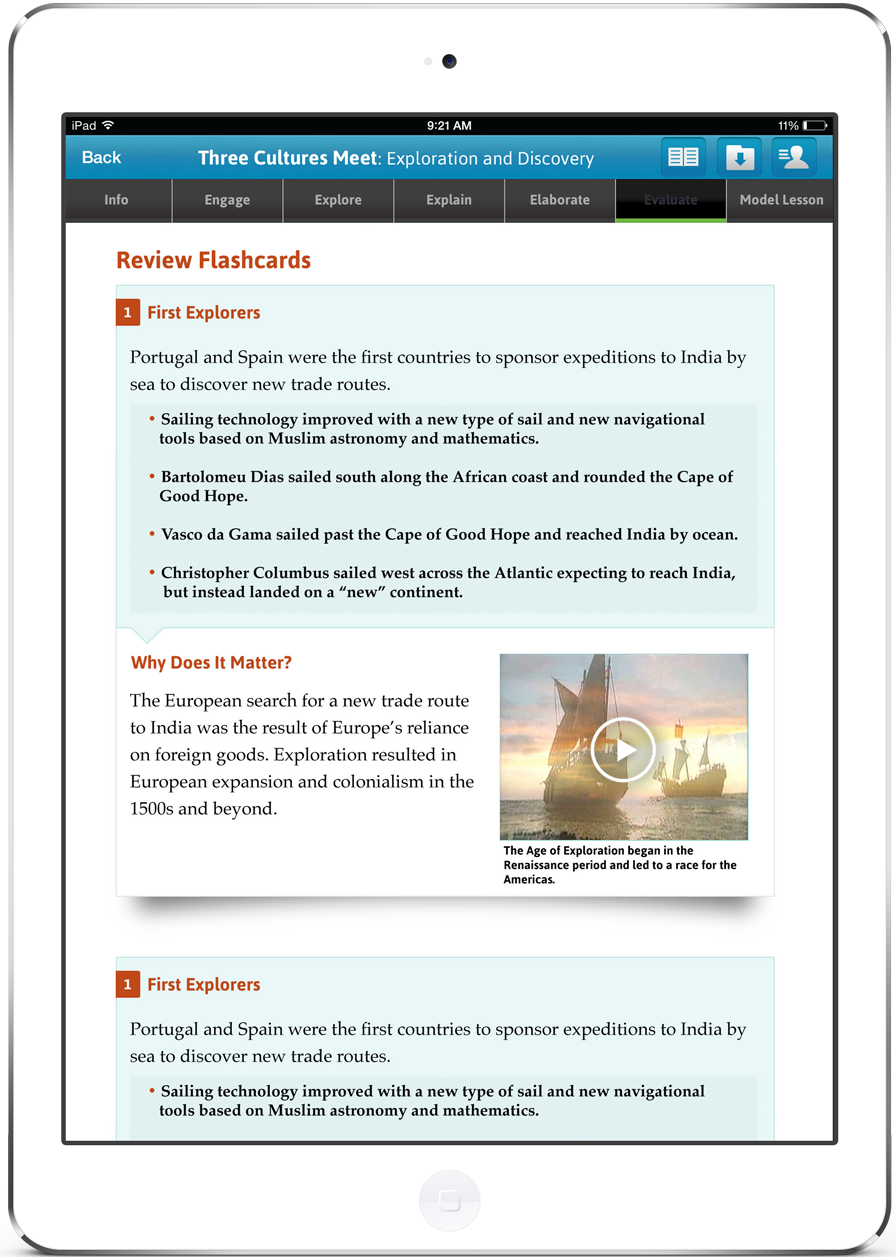 iPad 9:21 AM 11%
Back Three Cultures Meet: Exploration and Discovery
Info Engage Explore Explain Elaborate Evaluate Model Lesson
Review Flashcards
1 First Explorers
Portugal and Spain were the first countries to sponsor expeditions to India by
sea to discover new trade routes.
• Sailing technology improved with a new type of sail and new navigational
tools based on Muslim astronomy and mathematics.
• Bartolomeu Dias sailed south along the African coast and rounded the Cape of
Good Hope.
• Vasco da Gama sailed past the Cape of Good Hope and reached India by ocean.
• Christopher Columbus sailed west across the Atlantic expecting to reach India,
but instead landed on a “new” continent.
Why Does It Matter?
The European search for a new trade route
to India was the result of Europe’s reliance
on foreign goods. Exploration resulted in
European expansion and colonialism in the
1500s and beyond.
The Age of Exploration began in the
Renaissance period and led to a race for the
Americas.
1 First Explorers
Portugal and Spain were the first countries to sponsor expeditions to India by
sea to discover new trade routes.
• Sailing technology improved with a new type of sail and new navigational
tools based on Muslim astronomy and mathematics.